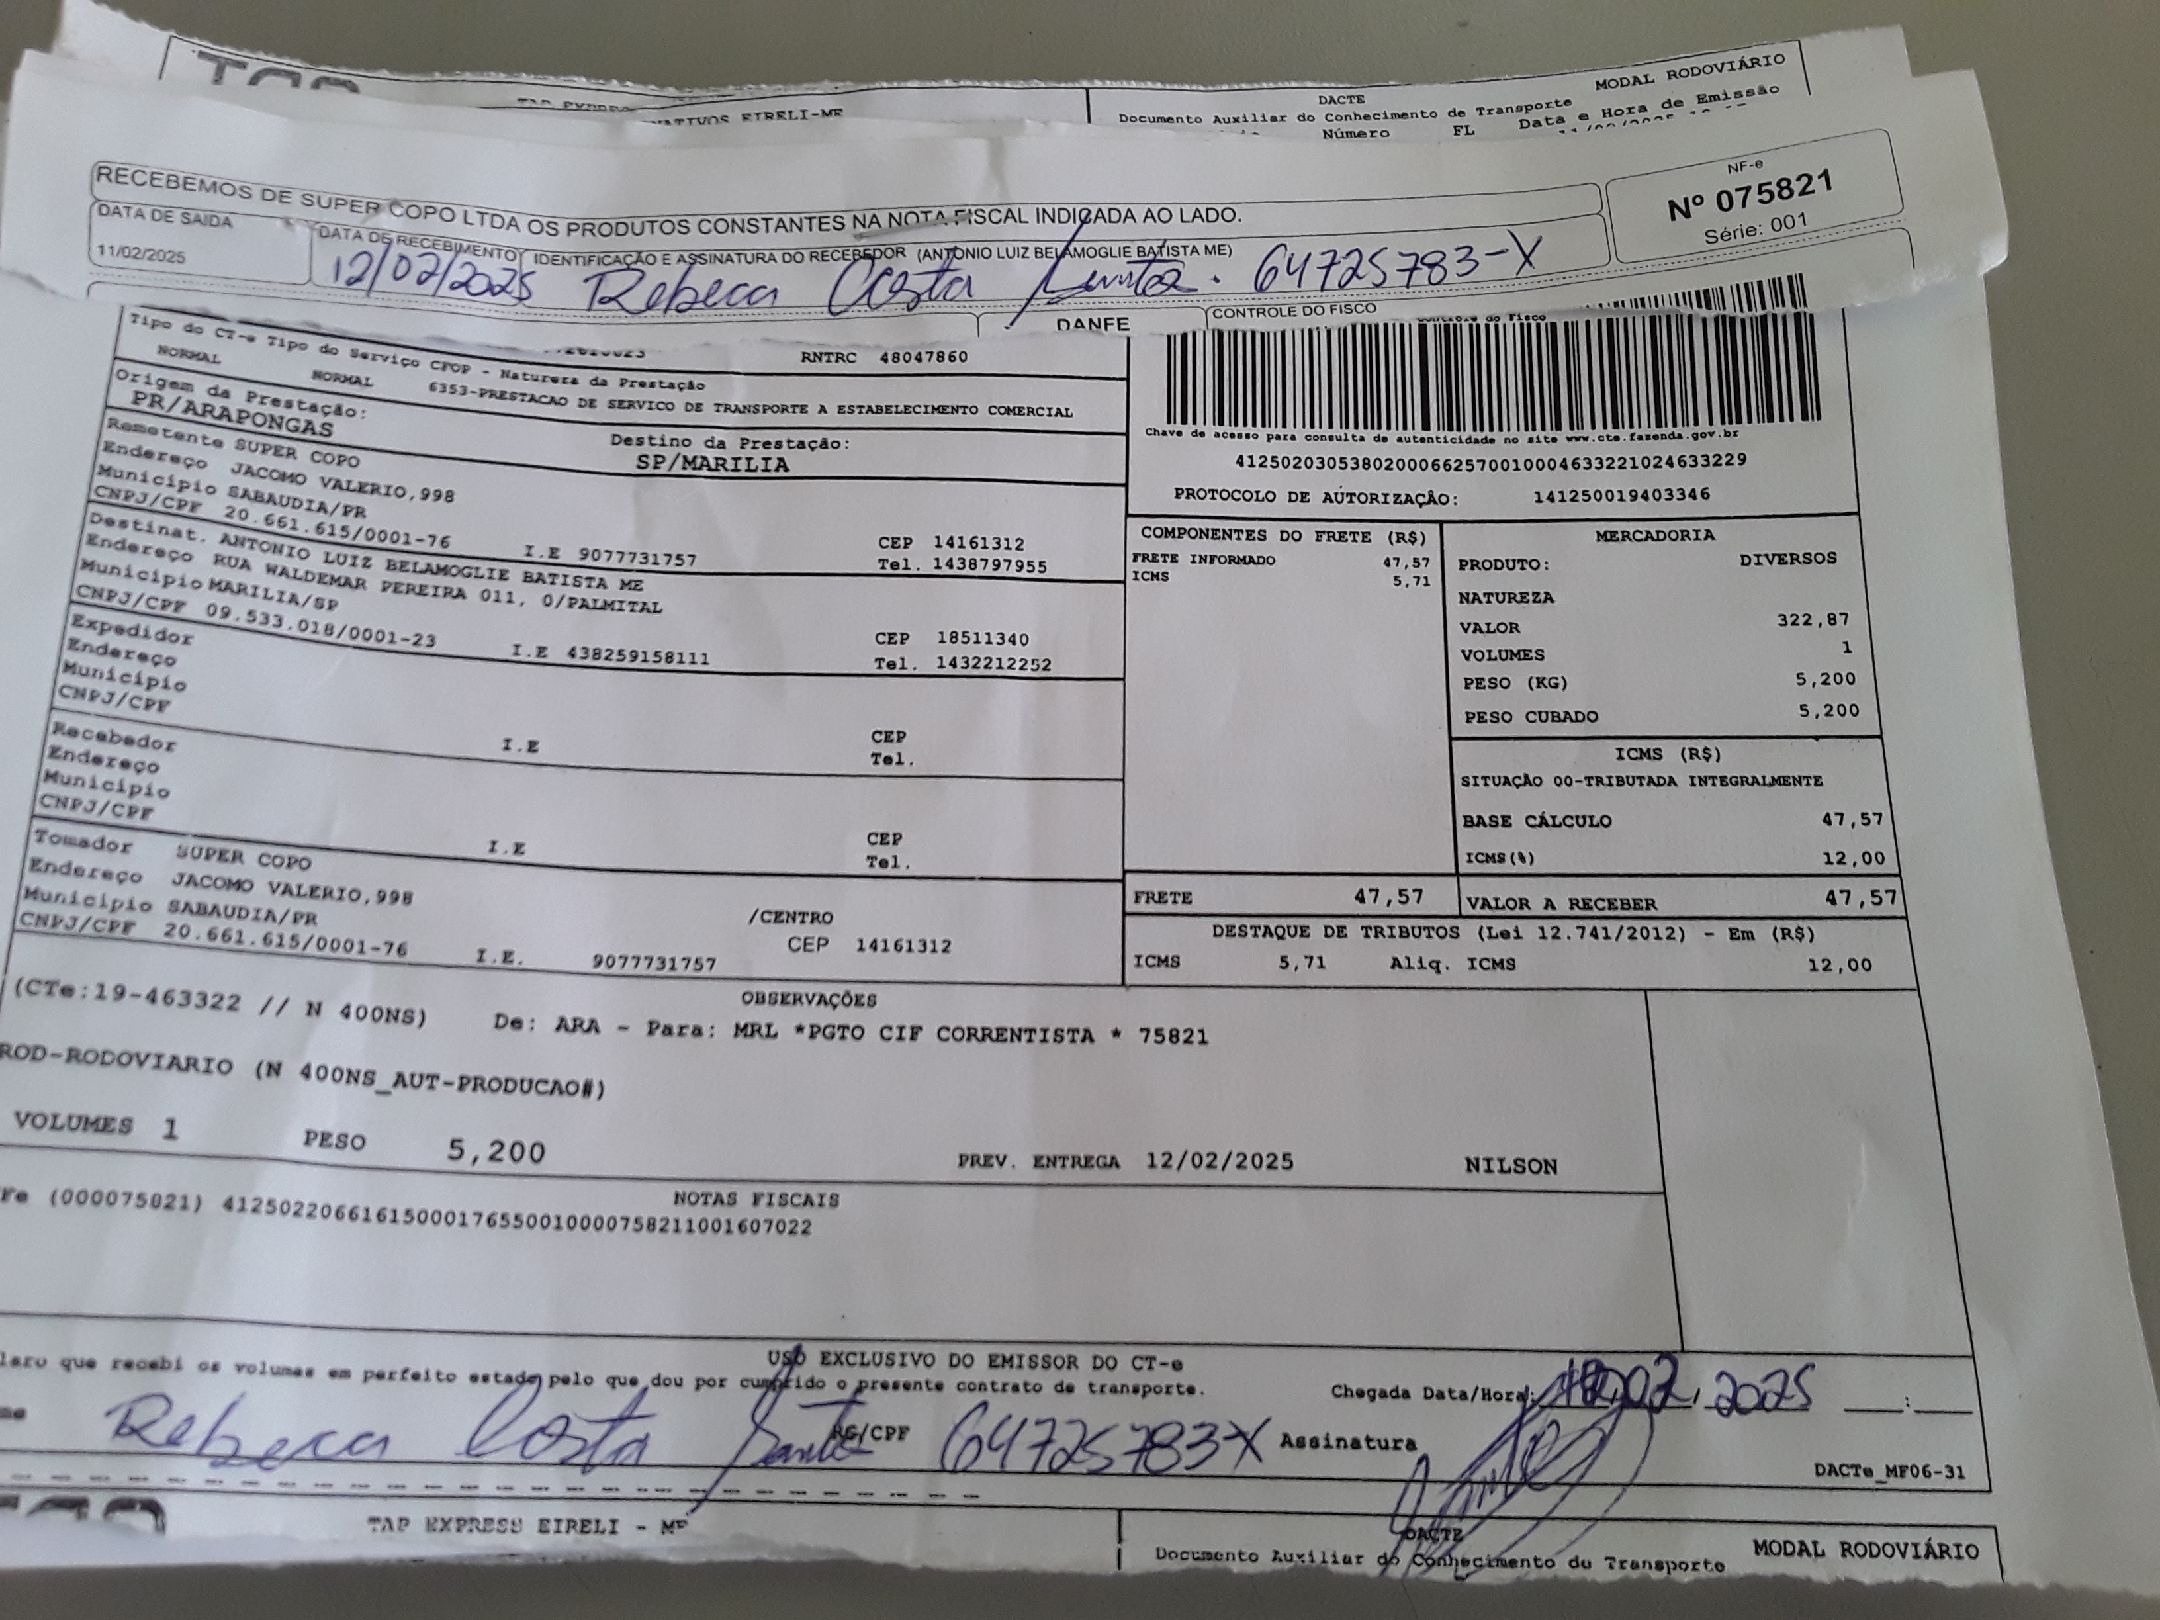 MODAL RODOVIÁRIO
DACTE
Documento Auxiliar do Conhecimento de Transporte
Número FL Data e Hora de Emissão
RECEBEMOS DE SUPER COPO LTDA OS PRODUTOS CONSTANTES NA NOTA FISCAL INDICADA AO LADO.
NF-e
Nº 075821
Série: 001
DATA DE SAIDA
11/02/2025
DATA DE RECEBIMENTO
12/02/2025
IDENTIFICAÇÃO E ASSINATURA DO RECEBEDOR (ANTONIO LUIZ BELAMOGLIE BATISTA ME)
Rebeca Costa Santos. 64725783-X
DANFE
CONTROLE DO FISCO
RNTRC 48047860
Tipo do CT-e Tipo do Serviço CFOP - Natureza da Prestação
NORMAL NORMAL 6353-PRESTACAO DE SERVICO DE TRANSPORTE A ESTABELECIMENTO COMERCIAL
Origem da Prestação:
PR/ARAPONGAS
Destino da Prestação:
SP/MARILIA
Chave de acesso para consulta de autenticidade no site www.cte.fazenda.gov.br
41250203053802000662570010004633221024633229
PROTOCOLO DE AUTORIZAÇÃO: 141250019403346
Remetente SUPER COPO
Endereço JACOMO VALERIO,998
Município SABAUDIA/PR CEP 14161312
CNPJ/CPF 20.661.615/0001-76 I.E 9077731757 Tel. 1438797955
Destinat. ANTONIO LUIZ BELAMOGLIE BATISTA ME
Endereço RUA WALDEMAR PEREIRA 011, 0/PALMITAL
Município MARILIA/SP CEP 18511340
CNPJ/CPF 09.533.018/0001-23 I.E 438259158111 Tel. 1432212252
Expedidor
Endereço
Município CEP
CNPJ/CPF I.E Tel.
Recebedor
Endereço
Município CEP
CNPJ/CPF I.E Tel.
Tomador SUPER COPO
Endereço JACOMO VALERIO,998 /CENTRO
Município SABAUDIA/PR CEP 14161312
CNPJ/CPF 20.661.615/0001-76 I.E. 9077731757
COMPONENTES DO FRETE (R$)
FRETE INFORMADO 47,57
ICMS 5,71
MERCADORIA
PRODUTO: DIVERSOS
NATUREZA
VALOR 322,87
VOLUMES 1
PESO (KG) 5,200
PESO CUBADO 5,200
ICMS (R$)
SITUAÇÃO 00-TRIBUTADA INTEGRALMENTE
BASE CÁLCULO 47,57
ICMS(%) 12,00
FRETE 47,57 VALOR A RECEBER 47,57
DESTAQUE DE TRIBUTOS (Lei 12.741/2012) - Em (R$)
ICMS 5,71 Aliq. ICMS 12,00
OBSERVAÇÕES
(CTe:19-463322 // N 400NS) De: ARA - Para: MRL *PGTO CIF CORRENTISTA * 75821
ROD-RODOVIARIO (N 400NS_AUT-PRODUCAO#)
VOLUMES 1 PESO 5,200 PREV. ENTREGA 12/02/2025 NILSON
NOTAS FISCAIS
Fe (000075821) 41250220661615000176550010000758211001607022
USO EXCLUSIVO DO EMISSOR DO CT-e
laro que recebi os volumes em perfeito estado pelo que dou por cumprido o presente contrato de transporte.
Chegada Data/Hora: 12/02/2025 :
me Rebeca Costa Santos RG/CPF 64725783-X Assinatura
DACTe_MF06-31
TAP EXPRESS EIRELI - ME
DACTE
Documento Auxiliar do Conhecimento de Transporte
MODAL RODOVIÁRIO